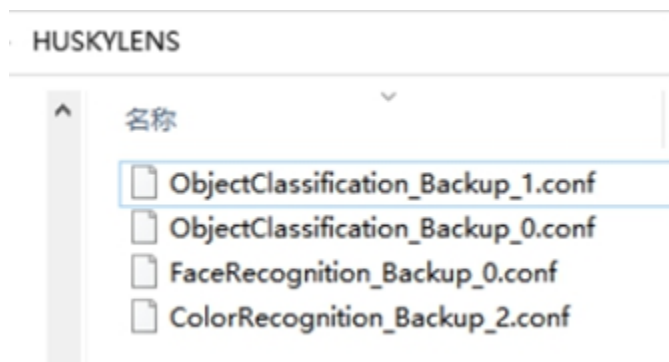 HUSKYLENS
名称
ObjectClassification_Backup_1.conf
ObjectClassification_Backup_0.conf
FaceRecognition_Backup_0.conf
ColorRecognition_Backup_2.conf